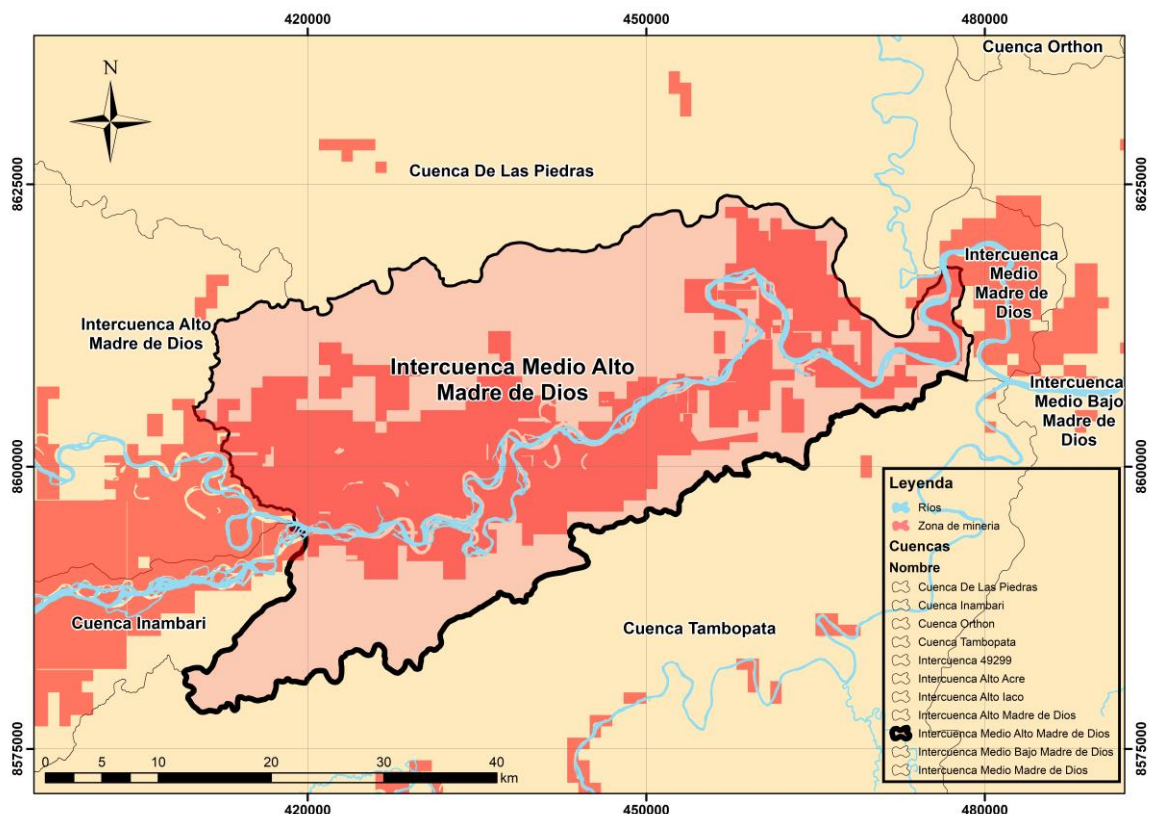 420000
450000
480000
Cuenca Orthon
N
8625000
8625000
Cuenca De Las Piedras
Intercuenca
Medio
Madre de
Dios
Intercuenca Alto
Madre de Dios
Intercuenca Medio Alto
Madre de Dios
Intercuenca
Medio Bajo
Madre de
Dios
8600000
8600000
Leyenda
Ríos
Zona de mineria
Cuencas
Nombre
Cuenca De Las Piedras
Cuenca Inambari
Cuenca Orthon
Cuenca Tambopata
Intercuenca 49299
Intercuenca Alto Acre
Intercuenca Alto Iaco
Intercuenca Alto Madre de Dios
Intercuenca Medio Alto Madre de Dios
Intercuenca Medio Bajo Madre de Dios
Intercuenca Medio Madre de Dios
Cuenca Inambari
Cuenca Tambopata
8575000
8575000
0 5 10 20 30 40
km
420000
450000
480000